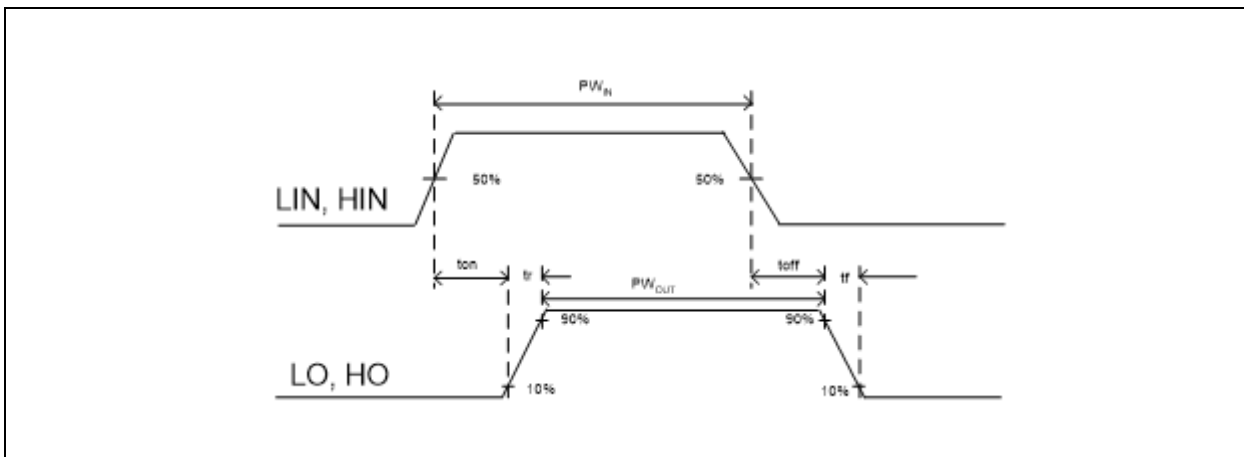 PW_IN
50%
50%
LIN, HIN
ton
tr
toff
tf
PW_OUT
90%
90%
LO, HO
10%
10%